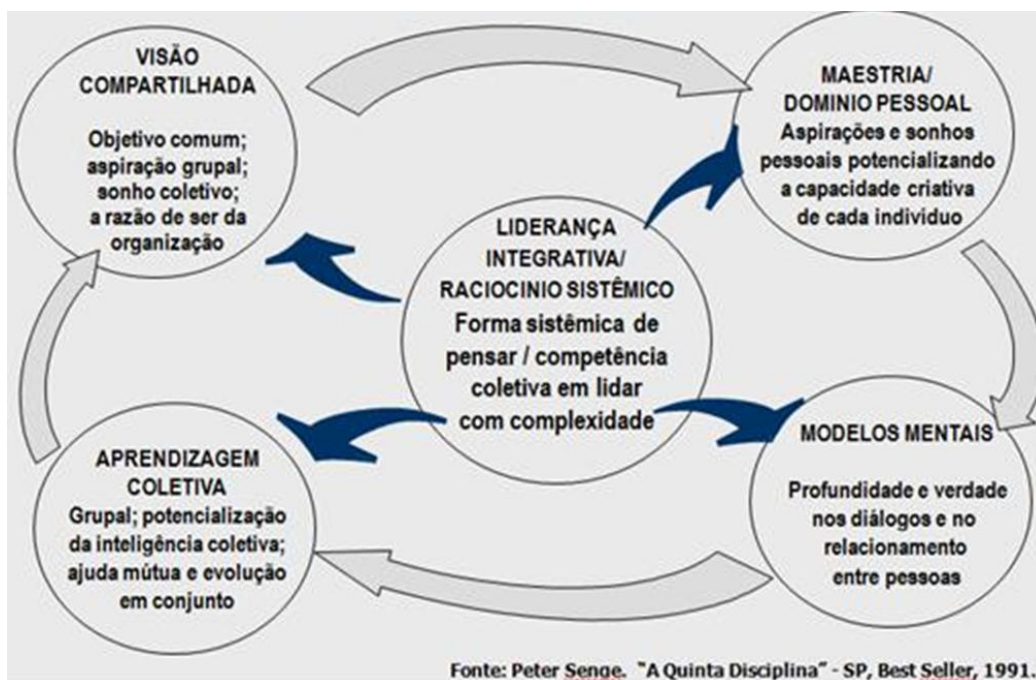 VISÃO
COMPARTILHADA
Objetivo comum;
aspiração grupal;
sonho coletivo;
a razão de ser da
organização
MAESTRIA/
DOMINIO PESSOAL
Aspirações e sonhos
pessoais potencializando
a capacidade criativa
de cada individuo
LIDERANÇA
INTEGRATIVA/
RACIOCINIO SISTÊMICO
Forma sistêmica de
pensar / competência
coletiva em lidar
com complexidade
APRENDIZAGEM
COLETIVA
Grupal; potencialização
da inteligência coletiva;
ajuda mútua e evolução
em conjunto
MODELOS MENTAIS
Profundidade e verdade
nos diálogos e no
relacionamento
entre pessoas
Fonte: Peter Senge. "A Quinta Disciplina" - SP, Best Seller, 1991.